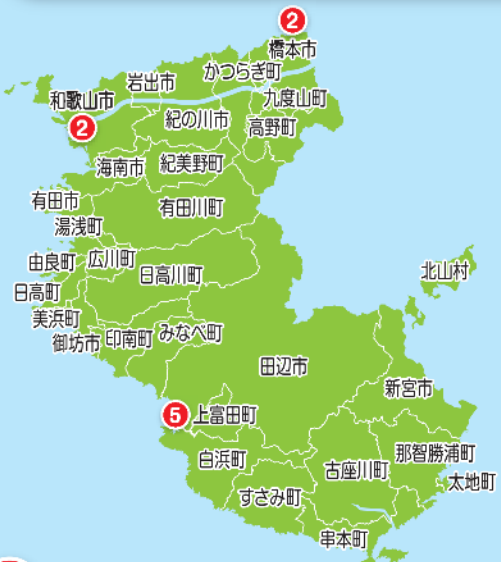 2
橋本市
かつらぎ町
岩出市
和歌山市
九度山町
2
紀の川市
高野町
海南市
紀美野町
有田市
有田川町
湯浅町
由良町
広川町
日高川町
北山村
日高町
美浜町
御坊市
印南町
みなべ町
田辺市
新宮市
5
上富田町
那智勝浦町
白浜町
古座川町
太地町
すさみ町
串本町